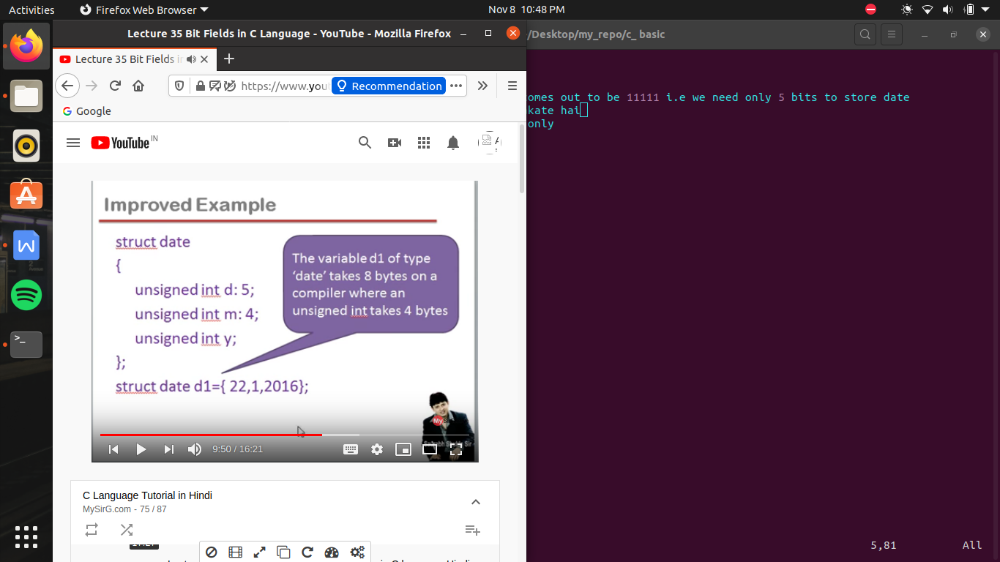 Activities
Firefox Web Browser
Nov 8 10:48 PM
Lecture 35 Bit Fields in C Language - YouTube - Mozilla Firefox
/Desktop/my_repo/c_ basic
Lecture 35 Bit Fields i
https://www.you
Recommendation
Google
YouTube IN
Improved Example
struct date
{
unsigned int d: 5;
unsigned int m: 4;
unsigned int y;
};
struct date d1={ 22,1,2016};
The variable d1 of type
‘date’ takes 8 bytes on a
compiler where an
unsigned int takes 4 bytes
My
9:50 / 16:21
C Language Tutorial in Hindi
MySirG.com - 75 / 87
omes out to be 11111 i.e we need only 5 bits to store date
kate hai
only
5,81
All